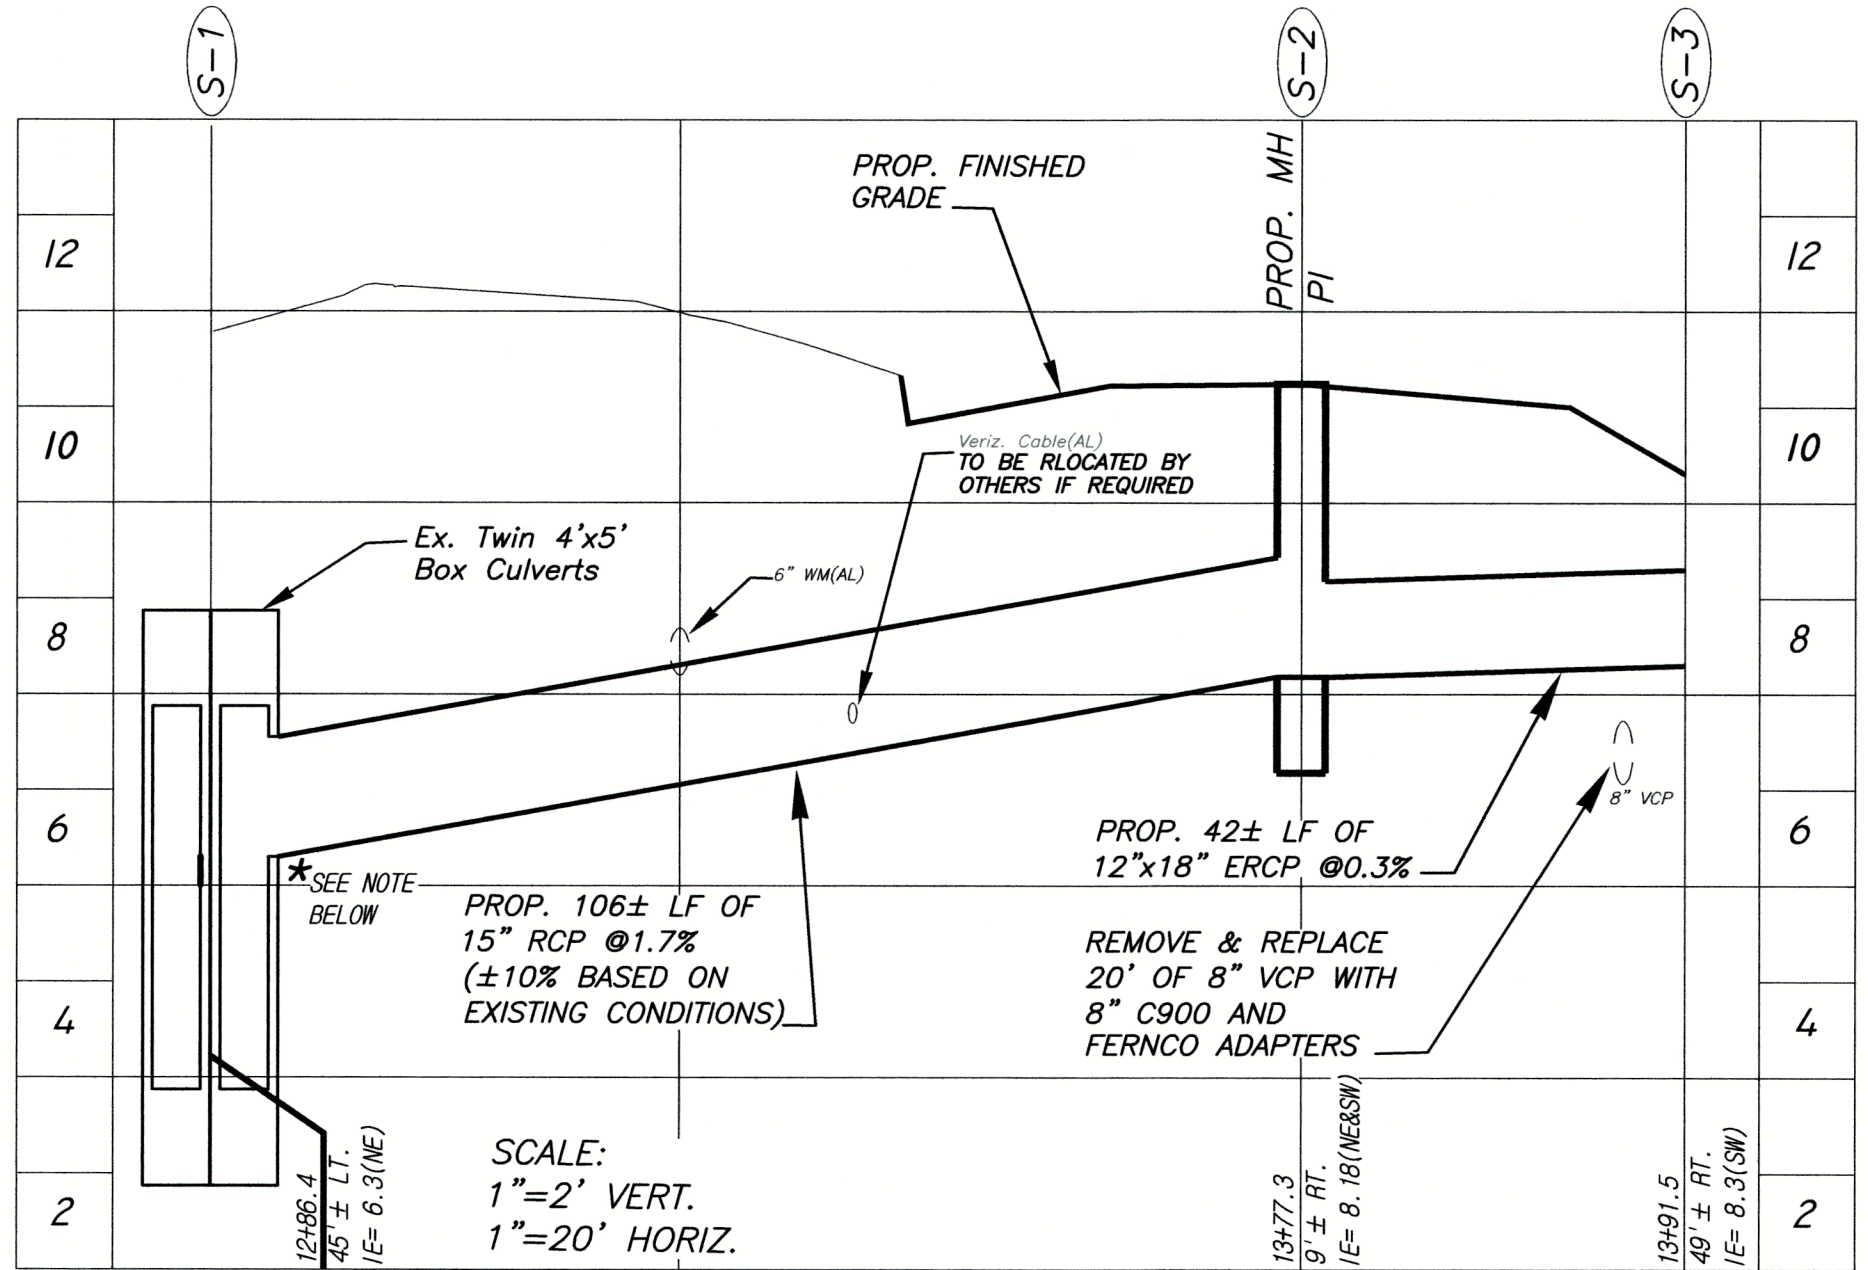 S-1
S-2
S-3
PROP. FINISHED
GRADE
PROP. MH
PI
12
12
10
10
Veriz. Cable(AL)
TO BE RLOCATED BY
OTHERS IF REQUIRED
Ex. Twin 4'x5'
Box Culverts
6" WM(AL)
8
8
8" VCP
6
6
PROP. 42± LF OF
12"x18" ERCP @0.3%
*SEE NOTE
BELOW
PROP. 106± LF OF
15" RCP @1.7%
(±10% BASED ON
EXISTING CONDITIONS)
REMOVE & REPLACE
20' OF 8" VCP WITH
8" C900 AND
FERNCO ADAPTERS
4
4
12+86.4
45'± LT.
IE= 6.3(NE)
SCALE:
1"=2' VERT.
1"=20' HORIZ.
13+77.3
9'± RT.
IE= 8.18(NE&SW)
13+91.5
49'± RT.
IE= 8.3(SW)
2
2